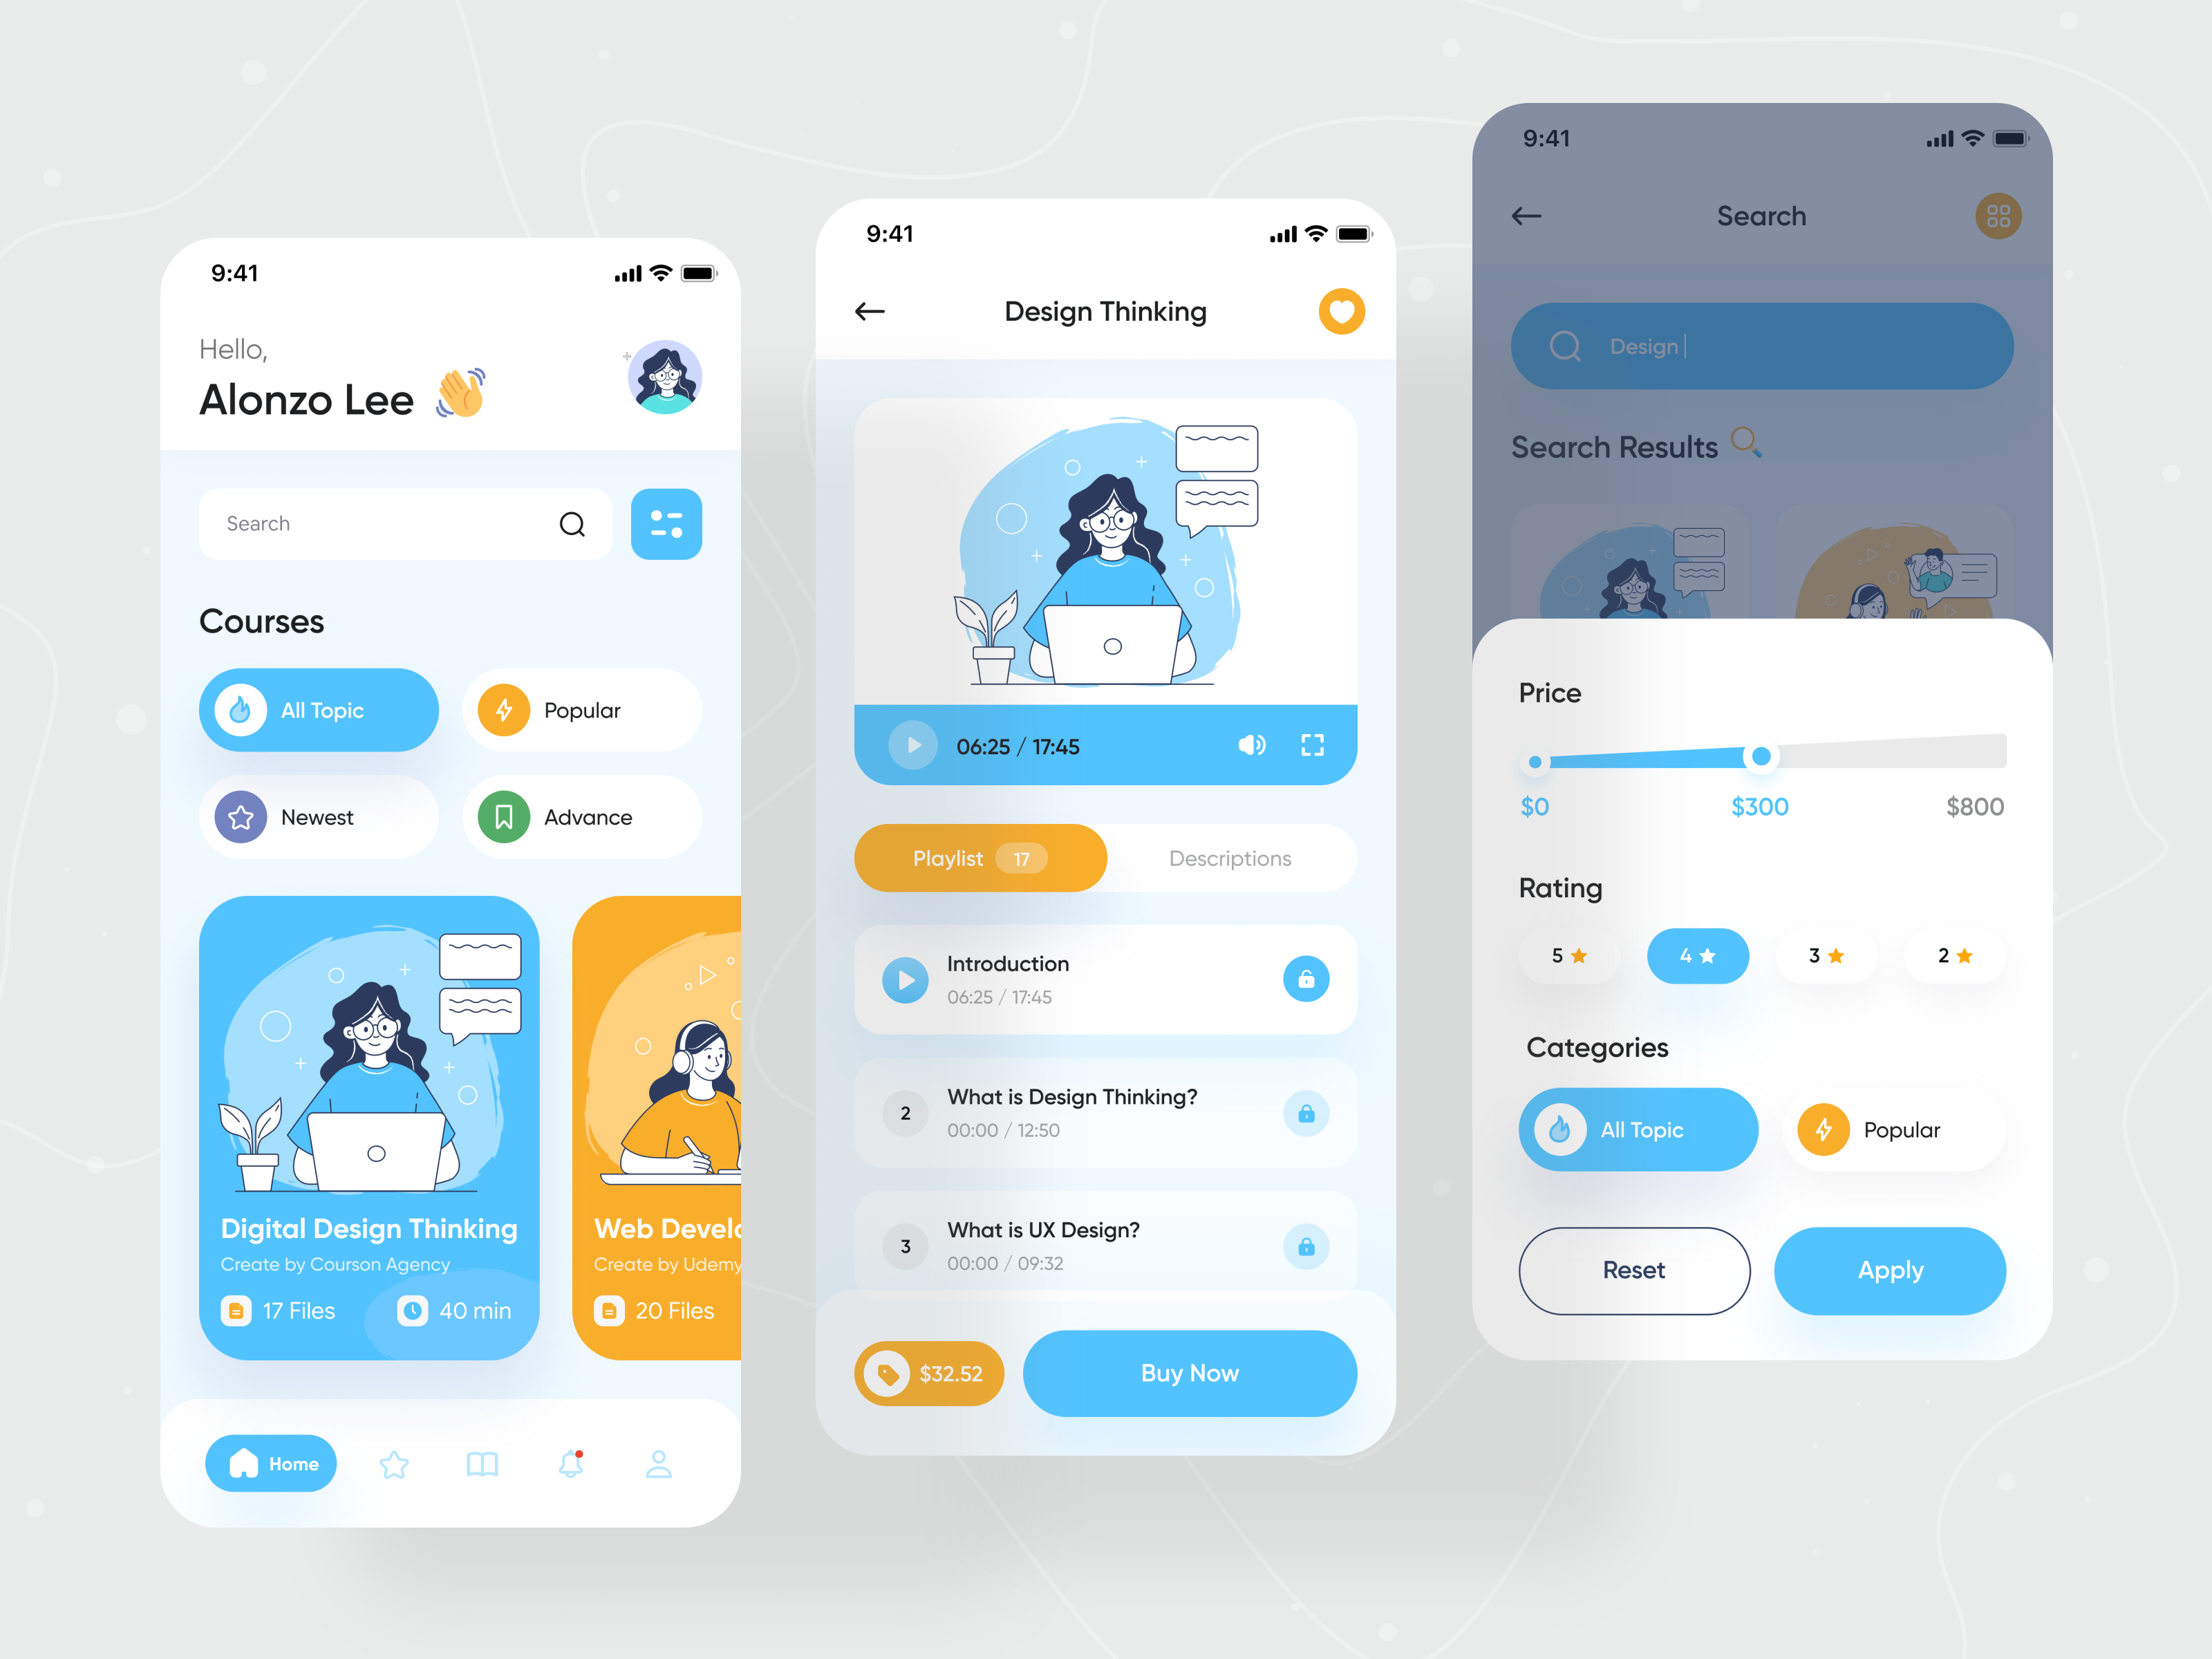 9:41
Hello,
Alonzo Lee
Search
Courses
All Topic
Popular
Newest
Advance
Digital Design Thinking
Create by Courson Agency
17 Files
40 min
Web Develo
Create by Udemy
20 Files
Home
9:41
Design Thinking
06:25 / 17:45
Playlist 17
Descriptions
Introduction
06:25 / 17:45
2
What is Design Thinking?
00:00 / 12:50
3
What is UX Design?
00:00 / 09:32
$32.52
Buy Now
9:41
Search
Design
Search Results
Price
$0
$300
$800
Rating
5
4
3
2
Categories
All Topic
Popular
Reset
Apply